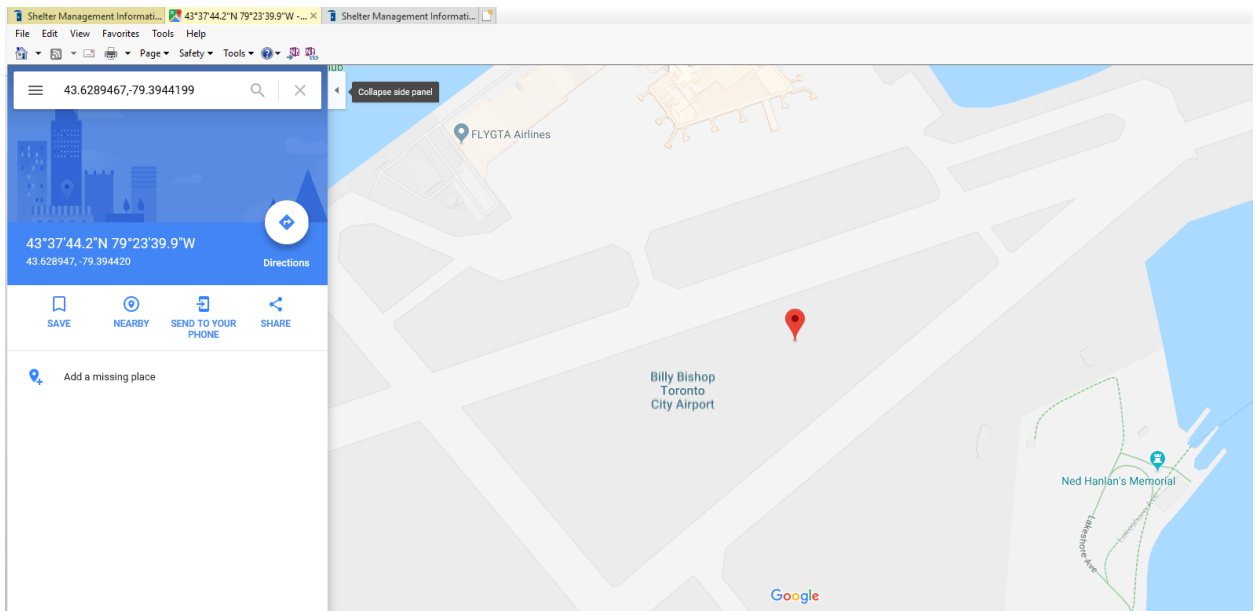 Shelter Management Informati...
43°37'44.2"N 79°23'39.9"W -...
Shelter Management Informati...
File Edit View Favorites Tools Help
Page Safety Tools
43.6289467,-79.3944199
Collapse side panel
43°37'44.2"N 79°23'39.9"W
43.628947, -79.394420
Directions
SAVE
NEARBY
SEND TO YOUR
PHONE
SHARE
Add a missing place
FLYGTA Airlines
Billy Bishop
Toronto
City Airport
Ned Hanlan's Memorial
Lakeshore Ave
Lakeshore Ave
Google